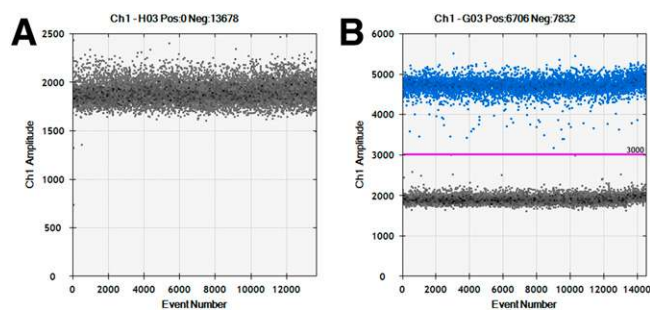 A
Ch1 - H03 Pos:0 Neg:13678
Ch1 Amplitude
2500
2000
1500
1000
500
0
0 2000 4000 6000 8000 10000 12000
Event Number
B
Ch1 - G03 Pos:6706 Neg:7832
Ch1 Amplitude
6000
5000
4000
3000
2000
1000
0
3000
0 2000 4000 6000 8000 10000 12000 14000
Event Number